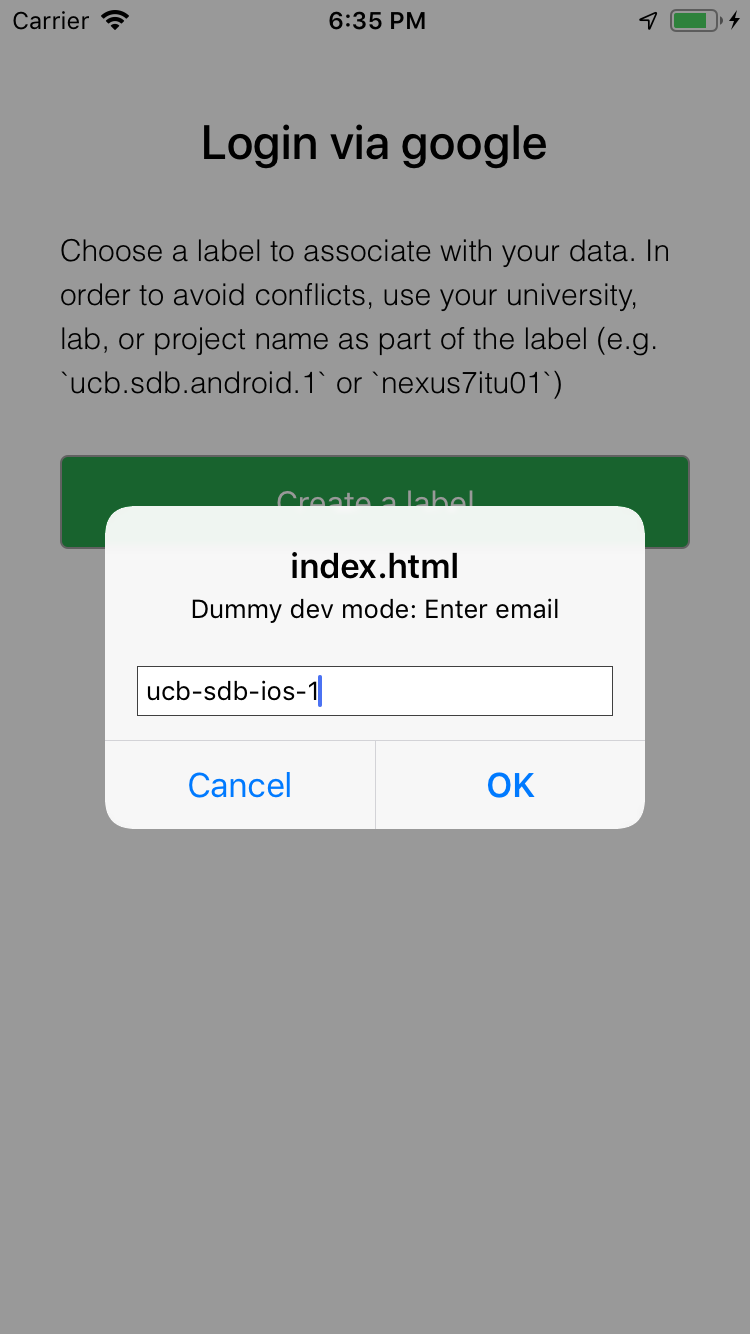 Carrier 6:35 PM
Login via google
Choose a label to associate with your data. In
order to avoid conflicts, use your university,
lab, or project name as part of the label (e.g.
`ucb.sdb.android.1` or `nexus7itu01`)
Create a label
index.html
Dummy dev mode: Enter email
ucb-sdb-ios-1
Cancel OK